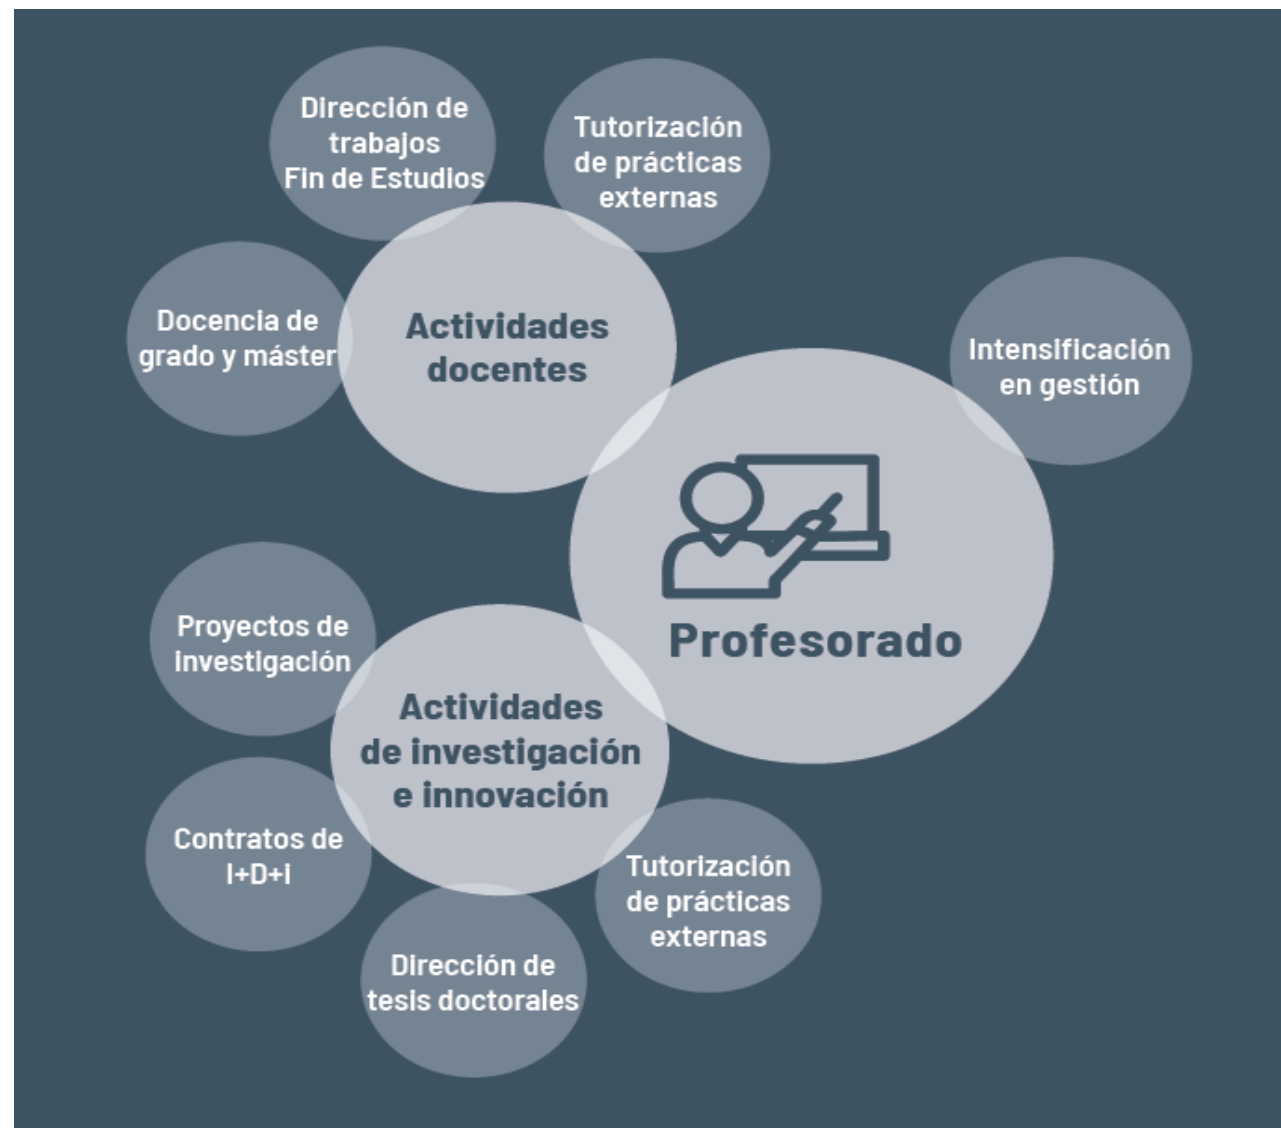 Dirección de
trabajos
Fin de Estudios
Tutorización
de prácticas
externas
Docencia de
grado y máster
Actividades
docentes
Intensificación
en gestión
Profesorado
Proyectos de
investigación
Actividades
de investigación
e innovación
Contratos de
I+D+i
Tutorización
de prácticas
externas
Dirección de
tesis doctorales